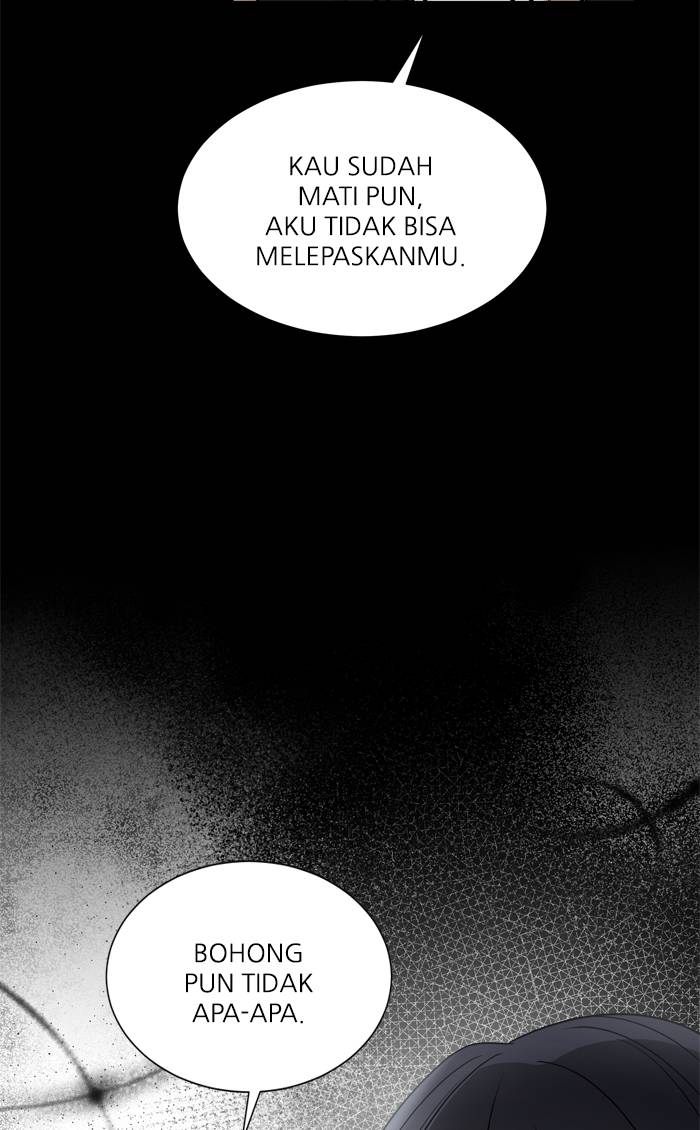 KAU SUDAH
MATI PUN,
AKU TIDAK BISA
MELEPASKANMU.
BOHONG
PUN TIDAK
APA-APA.